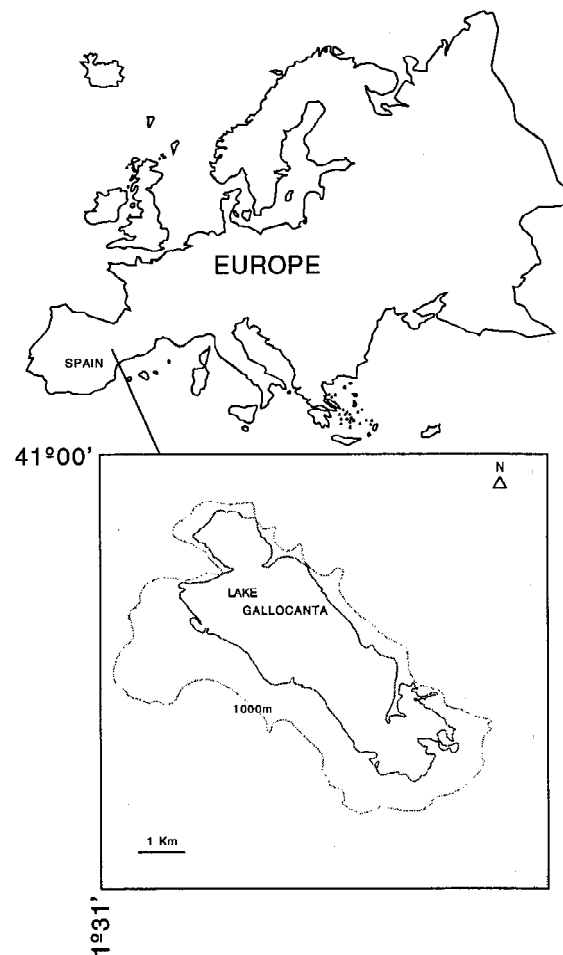 EUROPE
SPAIN
41º00'
N
LAKE
GALLOCANTA
1000m
1 Km
1º31'